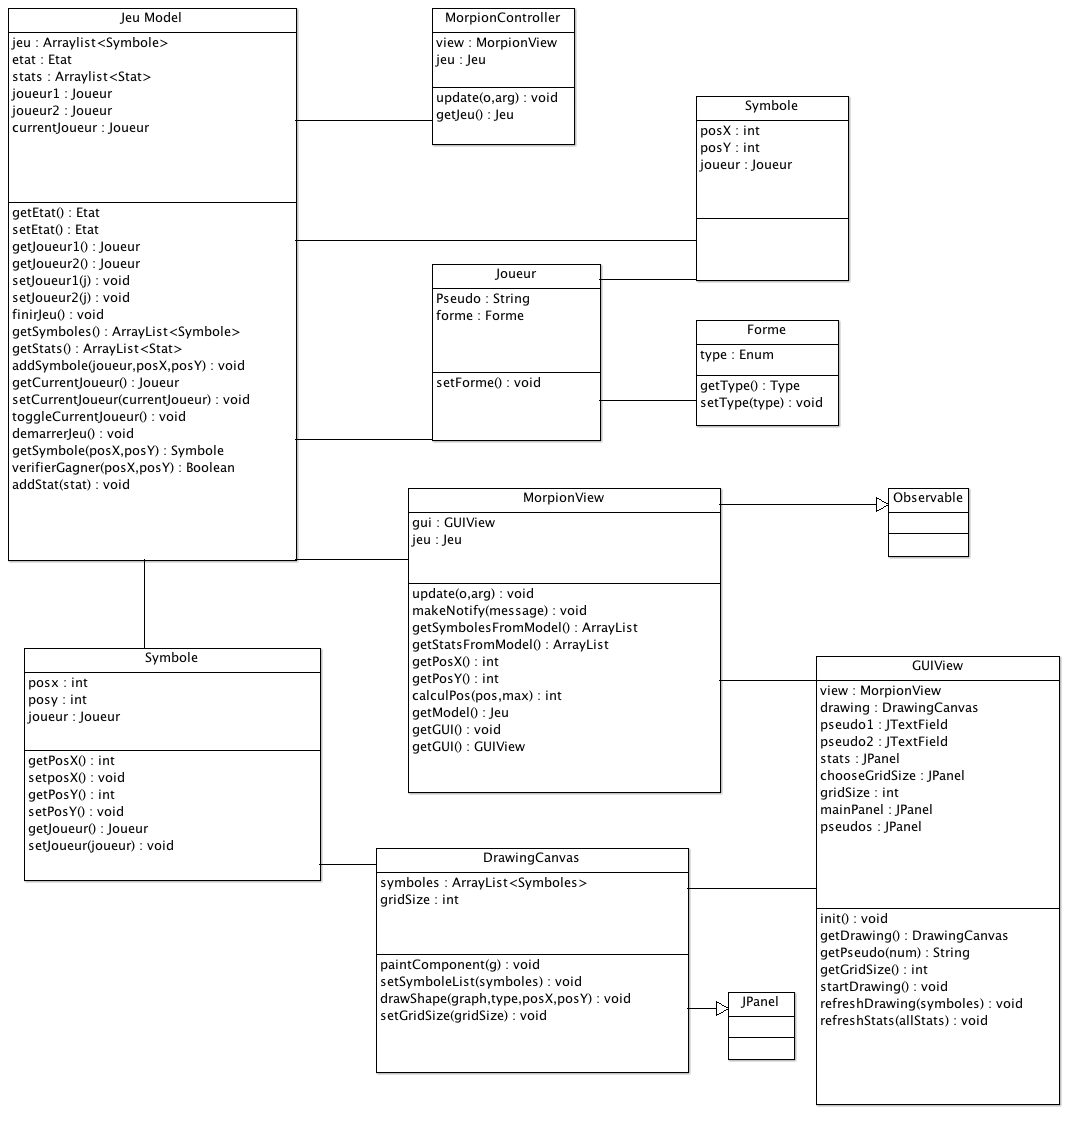 Jeu Model
jeu : Arraylist<Symbole>
etat : Etat
stats : Arraylist<Stat>
joueur1 : Joueur
joueur2 : Joueur
currentJoueur : Joueur
getEtat() : Etat
setEtat() : Etat
getJoueur1() : Joueur
getJoueur2() : Joueur
setJoueur1(j) : void
setJoueur2(j) : void
finirJeu() : void
getSymboles() : ArrayList<Symbole>
getStats() : ArrayList<Stat>
addSymbole(joueur,posX,posY) : void
getCurrentJoueur() : Joueur
setCurrentJoueur(currentJoueur) : void
toggleCurrentJoueur() : void
demarrerJeu() : void
getSymbole(posX,posY) : Symbole
verifierGagner(posX,posY) : Boolean
addStat(stat) : void
MorpionController
view : MorpionView
jeu : Jeu
update(o,arg) : void
getJeu() : Jeu
Symbole
posX : int
posY : int
joueur : Joueur
Joueur
Pseudo : String
forme : Forme
setForme() : void
Forme
type : Enum
getType() : Type
setType(type) : void
MorpionView
gui : GUIView
jeu : Jeu
update(o,arg) : void
makeNotify(message) : void
getSymbolesFromModel() : ArrayList
getStatsFromModel() : ArrayList
getPosX() : int
getPosY() : int
calculPos(pos,max) : int
getModel() : Jeu
getGUI() : void
getGUI() : GUIView
Observable
Symbole
posx : int
posy : int
joueur : Joueur
getPosX() : int
setposX() : void
getPosY() : int
setPosY() : void
getJoueur() : Joueur
setJoueur(joueur) : void
GUIView
view : MorpionView
drawing : DrawingCanvas
pseudo1 : JTextField
pseudo2 : JTextField
stats : JPanel
chooseGridSize : JPanel
gridSize : int
mainPanel : JPanel
pseudos : JPanel
init() : void
getDrawing() : DrawingCanvas
getPseudo(num) : String
getGridSize() : int
startDrawing() : void
refreshDrawing(symboles) : void
refreshStats(allStats) : void
DrawingCanvas
symboles : ArrayList<Symboles>
gridSize : int
paintComponent(g) : void
setSymboleList(symboles) : void
drawShape(graph,type,posX,posY) : void
setGridSize(gridSize) : void
JPanel